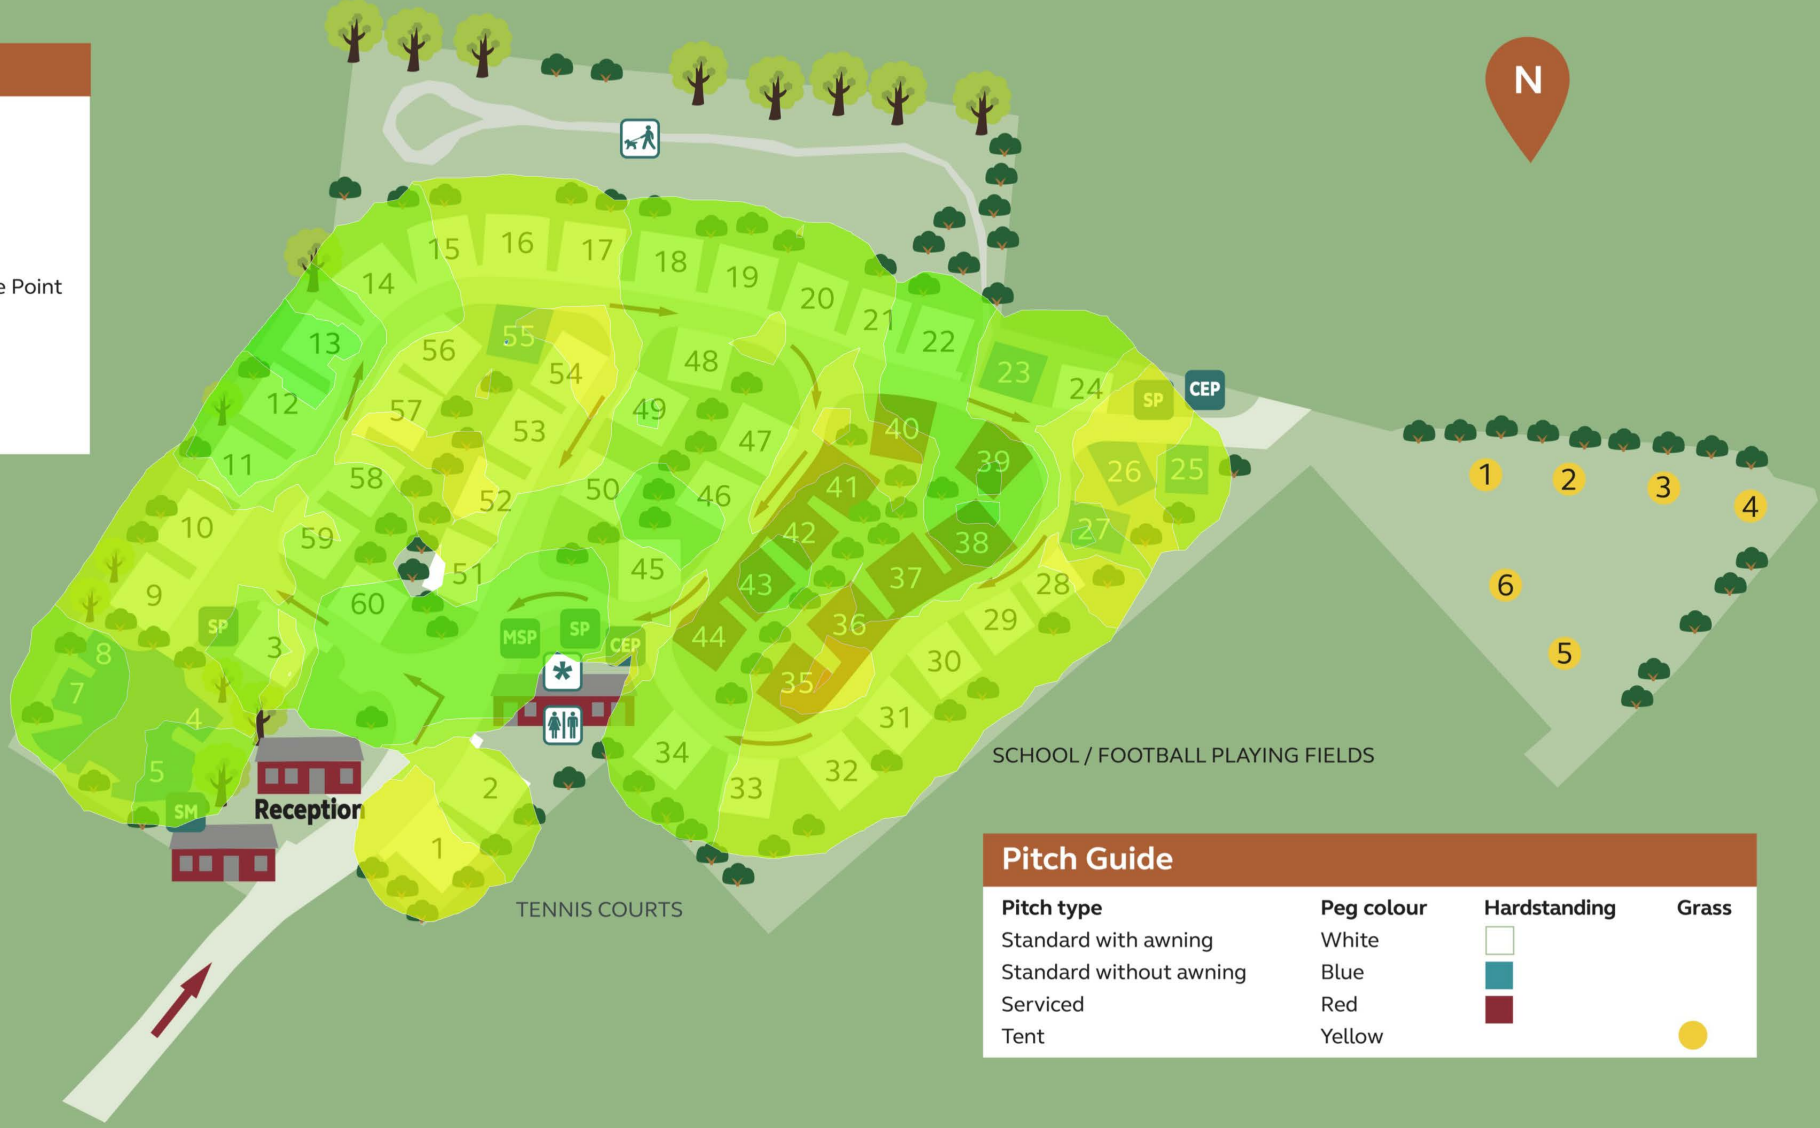 N
e Point
15 16 17
14 18 19
20
21
22
13 55
56 54 48
23 24 SP CEP
12 57 49 47 40
53
11 58 39 26 25
1 2 3 4
52 50 46 41
10 59 42 38 27
9 51 45 43 37 28
60 6
SP MSP SP CEP 44 36 29
8 3 * 5
7 35 30
4 31
34
5 2 33 32
SCHOOL / FOOTBALL PLAYING FIELDS
SM
Reception
1
TENNIS COURTS
Pitch Guide
Pitch type Peg colour Hardstanding Grass
Standard with awning White
Standard without awning Blue
Serviced Red
Tent Yellow